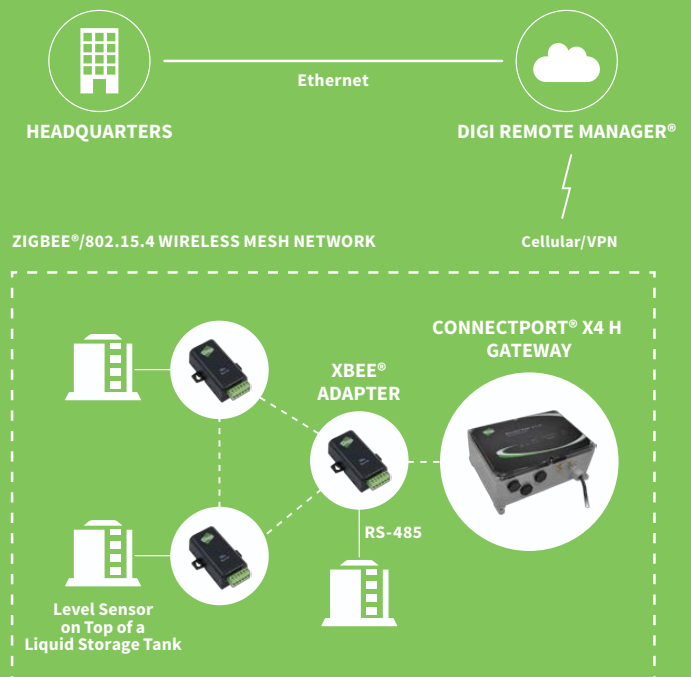 Ethernet
HEADQUARTERS
DIGI REMOTE MANAGER®
ZIGBEE®/802.15.4 WIRELESS MESH NETWORK
Cellular/VPN
CONNECTPORT® X4 H
GATEWAY
XBEE®
ADAPTER
RS-485
Level Sensor
on Top of a
Liquid Storage Tank